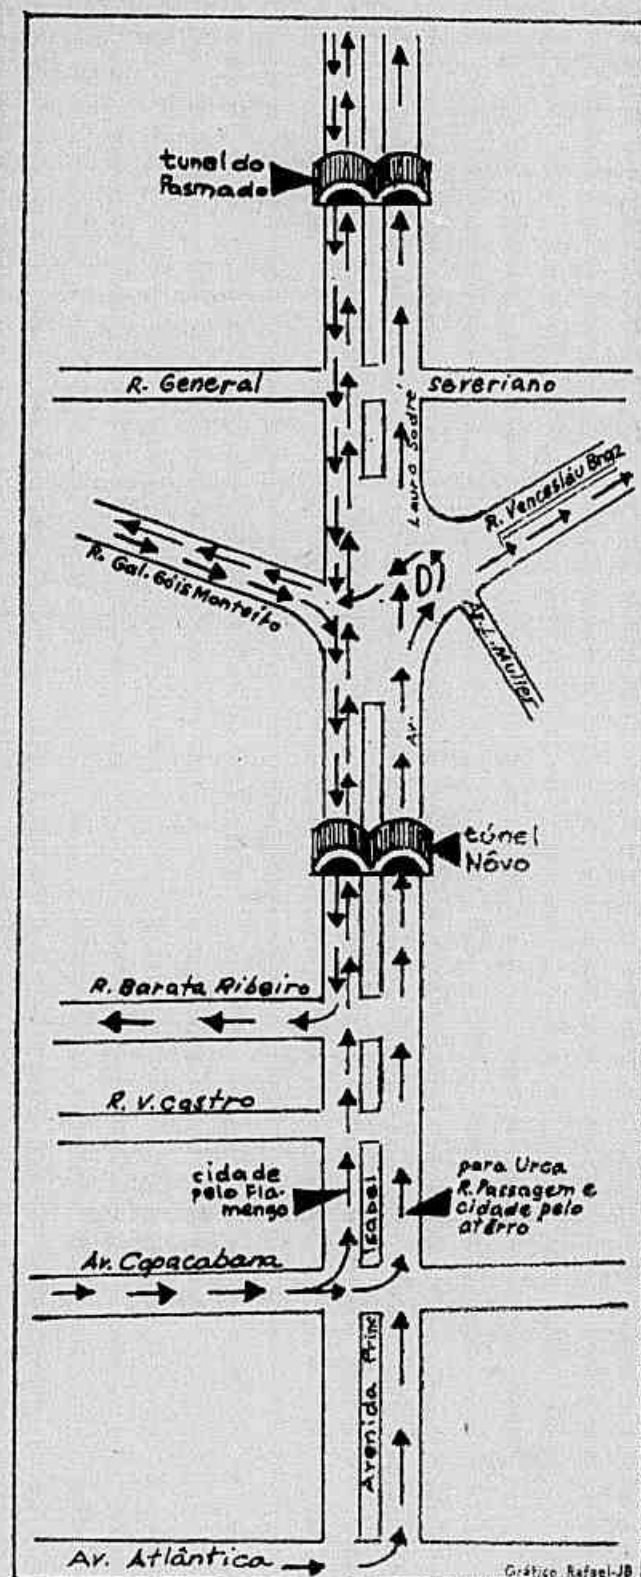 tunel do
Pasmado
R. General
severiano
Lauro Sodré
R. Venceslàu Braz
R. Gal. Góis Monteiro
Av. L. Muller
Av.
túnel
Nôvo
R. Barata Ribeiro
R. V. castro
cidade
pelo Fla-
mengo
para Urca
R. Passagem e
cidade pelo
atêrro
Isabel
Av. Copacabana
Avenida Princ
Av. Atlântica
Gráfico Rafael-JB